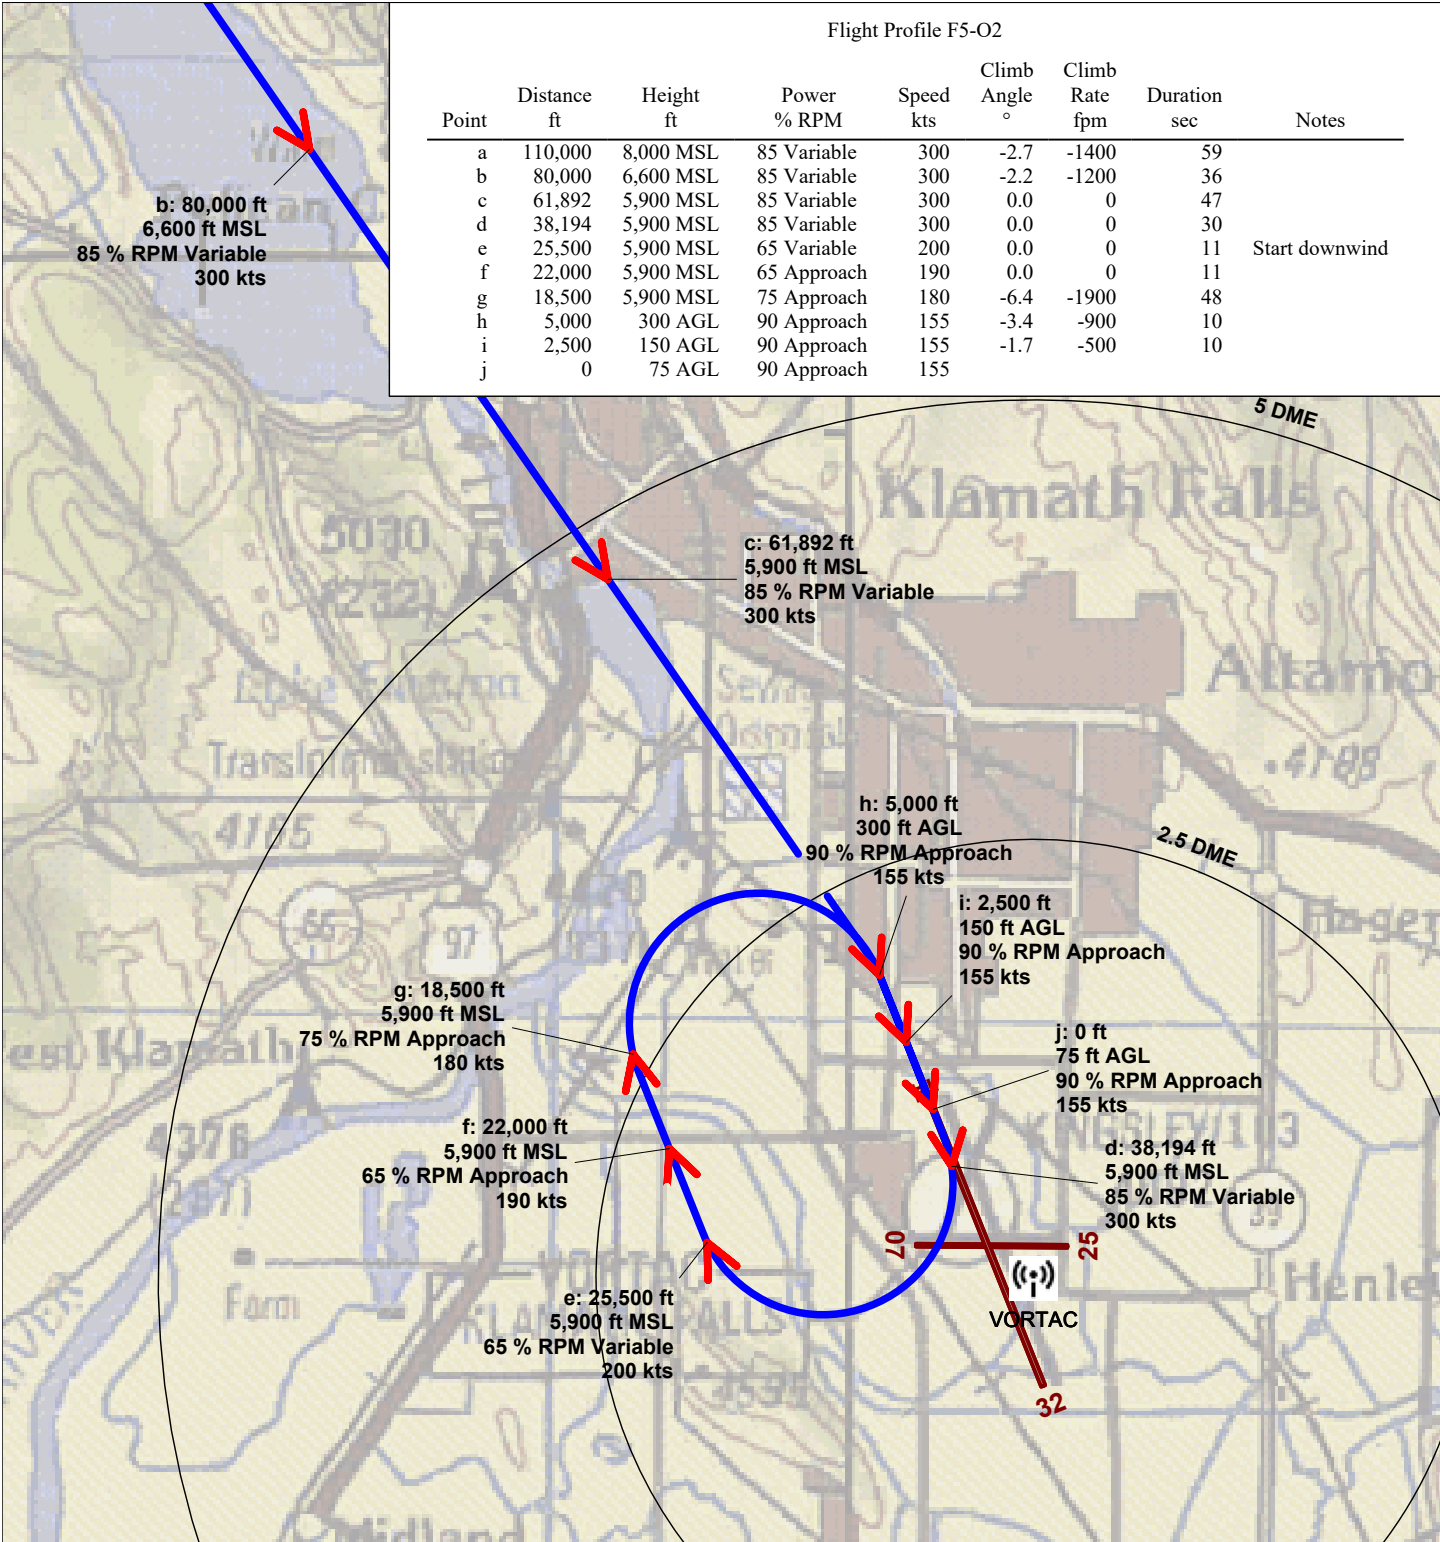 Flight Profile F5-O2
Climb Climb
Distance Height Power Speed Angle Rate Duration
Point ft ft % RPM kts ° fpm sec Notes
a 110,000 8,000 MSL 85 Variable 300 -2.7 -1400 59
b 80,000 6,600 MSL 85 Variable 300 -2.2 -1200 36
c 61,892 5,900 MSL 85 Variable 300 0.0 0 47
d 38,194 5,900 MSL 85 Variable 300 0.0 0 30
e 25,500 5,900 MSL 65 Variable 200 0.0 0 11 Start downwind
f 22,000 5,900 MSL 65 Approach 190 0.0 0 11
g 18,500 5,900 MSL 75 Approach 180 -6.4 -1900 48
h 5,000 300 AGL 90 Approach 155 -3.4 -900 10
i 2,500 150 AGL 90 Approach 155 -1.7 -500 10
j 0 75 AGL 90 Approach 155
b: 80,000 ft
6,600 ft MSL
85 % RPM Variable
300 kts
5 DME
Klamath Falls
5030
c: 61,892 ft
5,900 ft MSL
85 % RPM Variable
300 kts
Altamo
4188
4185
h: 5,000 ft
300 ft AGL
90 % RPM Approach
155 kts
2.5 DME
66
97
i: 2,500 ft
150 ft AGL
90 % RPM Approach
155 kts
g: 18,500 ft
5,900 ft MSL
75 % RPM Approach
180 kts
est Klamath
j: 0 ft
75 ft AGL
90 % RPM Approach
155 kts
f: 22,000 ft
5,900 ft MSL
65 % RPM Approach
190 kts
KINGSLEY
d: 38,194 ft
5,900 ft MSL
85 % RPM Variable
300 kts
07
25
VORTAC
Henle
Farm
e: 25,500 ft
5,900 ft MSL
65 % RPM Variable
200 kts
32
Midland